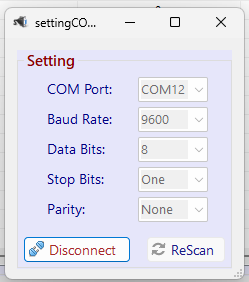 settingCO...
Setting
COM Port: COM12
Baud Rate: 9600
Data Bits: 8
Stop Bits: One
Parity: None
Disconnect ReScan